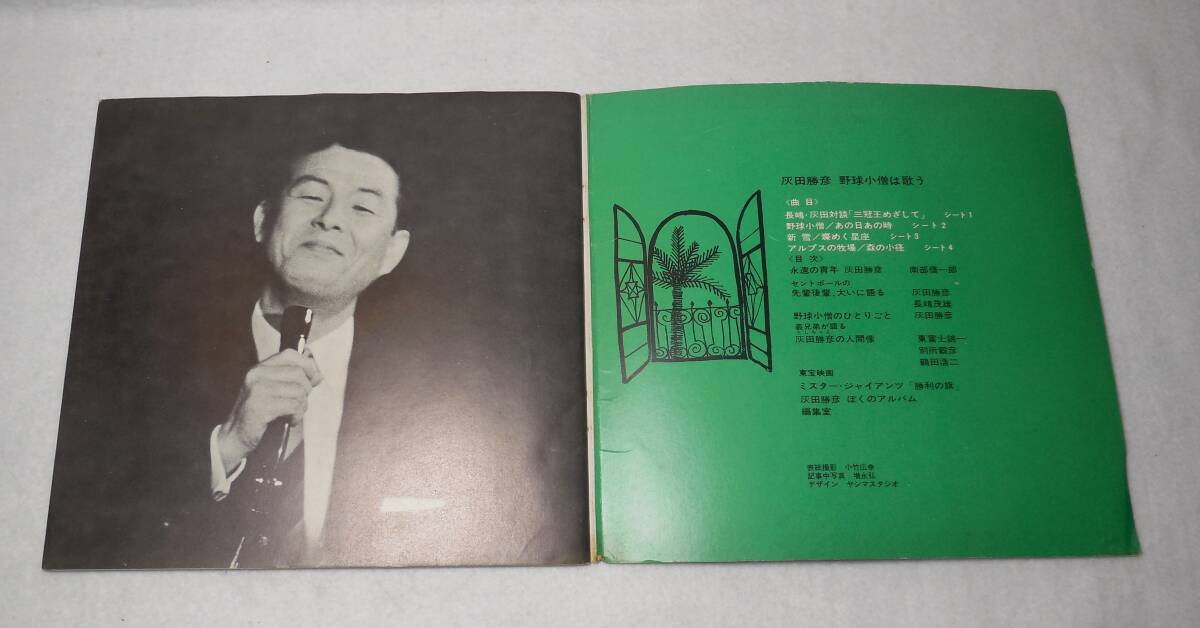 灰田勝彦 野球小僧は歌う
〈曲 目〉
長嶋・灰田対談「三冠王めざして」 シート1
野球小僧／あの日あの時 シート2
新 雪／煌めく星座 シート3
アルプスの牧場／森の小径 シート4
〈目 次〉
永遠の青年 灰田勝彦 南部僑一郎
セントポールの
先輩後輩、大いに語る 灰田勝彦
長嶋茂雄
野球小僧のひとりごと 灰田勝彦
義兄弟が語る
灰田勝彦の人間像 東富士錦一
別所毅彦
鶴田浩二
東宝映画
ミスター・ジャイアンツ「勝利の旗」
灰田勝彦 ぼくのアルバム
編集室
表紙撮影 小竹広幸
記事中写真 増永弘
デザイン ヤシマスタジオ